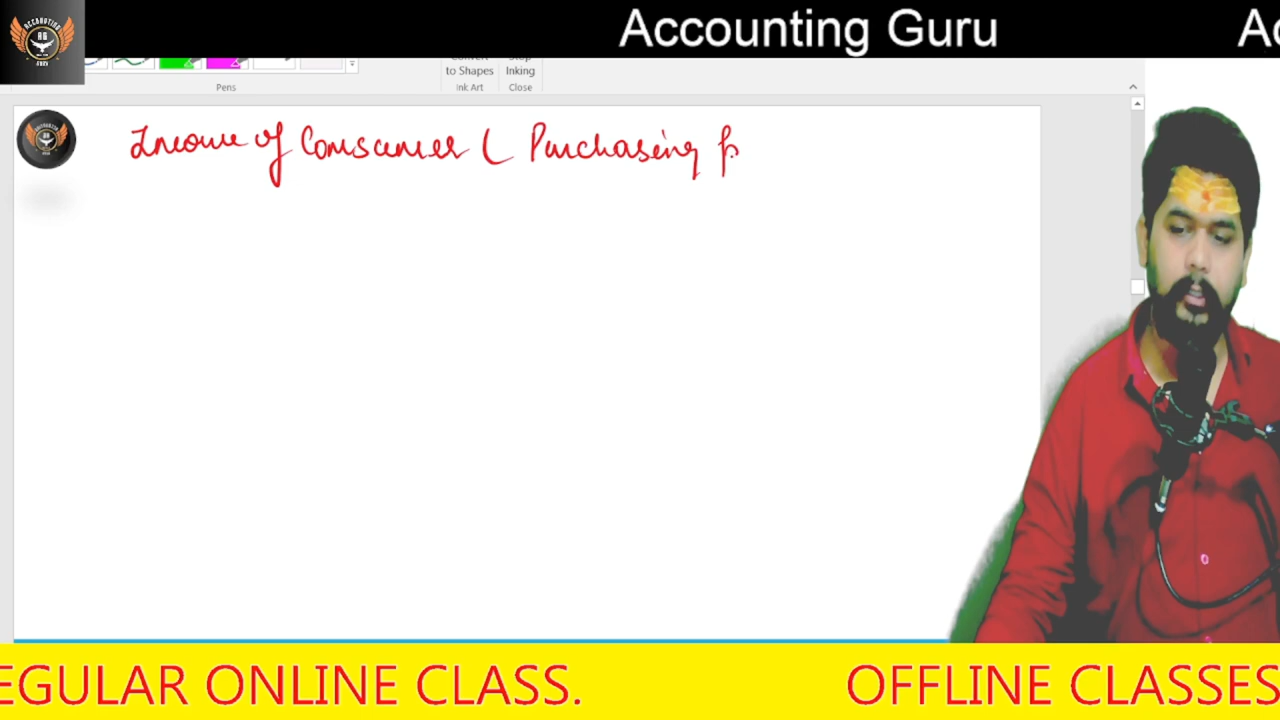 Accounting Guru
Ac
to Shapes
Inking
Pens
Ink Art
Close
Income of Consumer ( Purchasing p
EGULAR ONLINE CLASS.
OFFLINE CLASSES